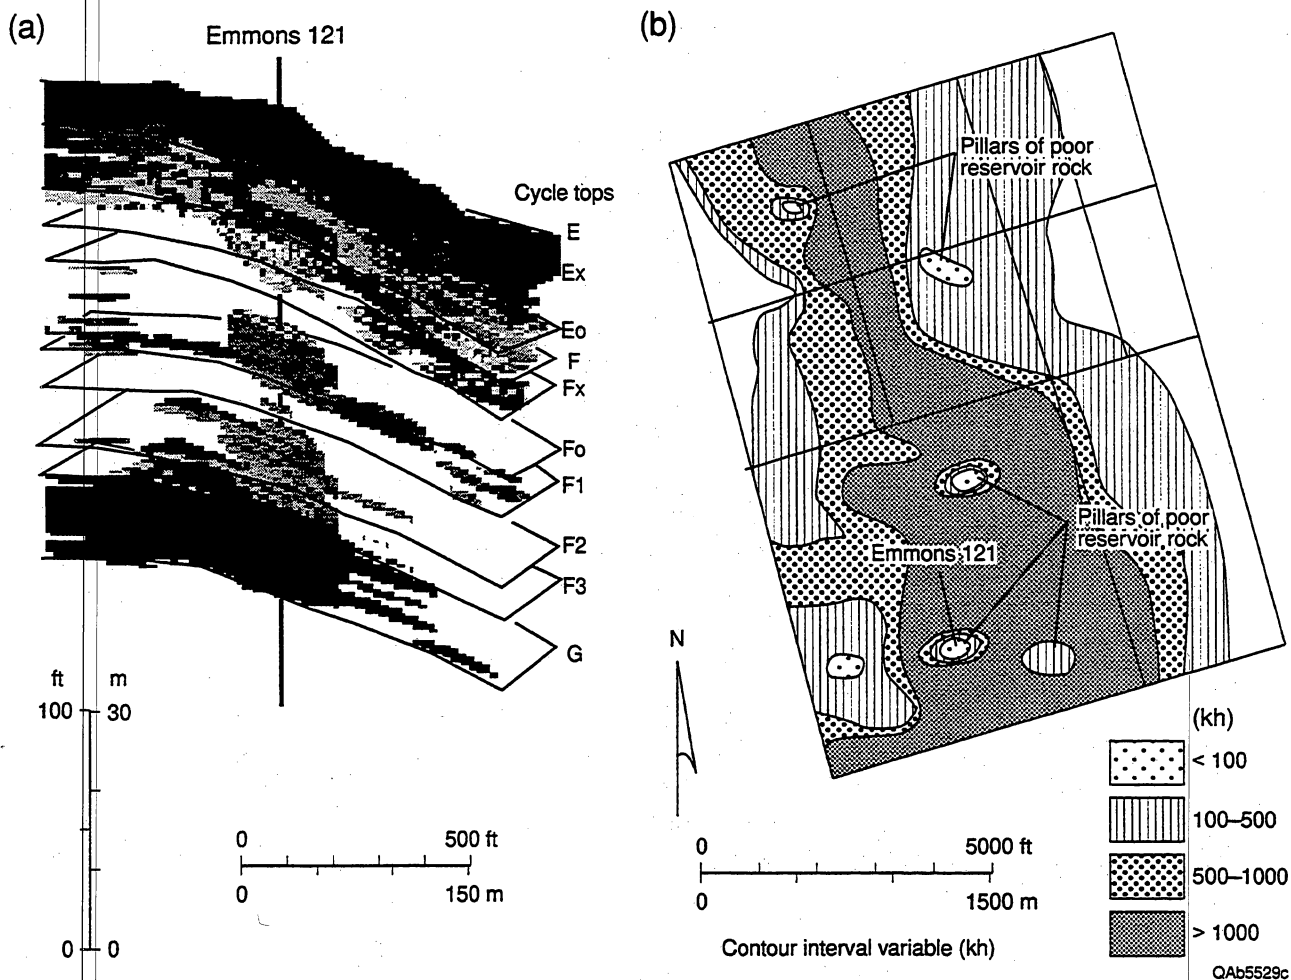 (a)
Emmons 121
Cycle tops
E
Ex
Eo
F
Fx
Fo
F1
F2
F3
G
ft m
100 30
0 0
0 500 ft
0 150 m
(b)
Pillars of poor
reservoir rock
Pillars of poor
reservoir rock
Emmons 121
N
0 5000 ft
0 1500 m
Contour interval variable (kh)
(kh)
< 100
100–500
500–1000
> 1000
QAb5529c